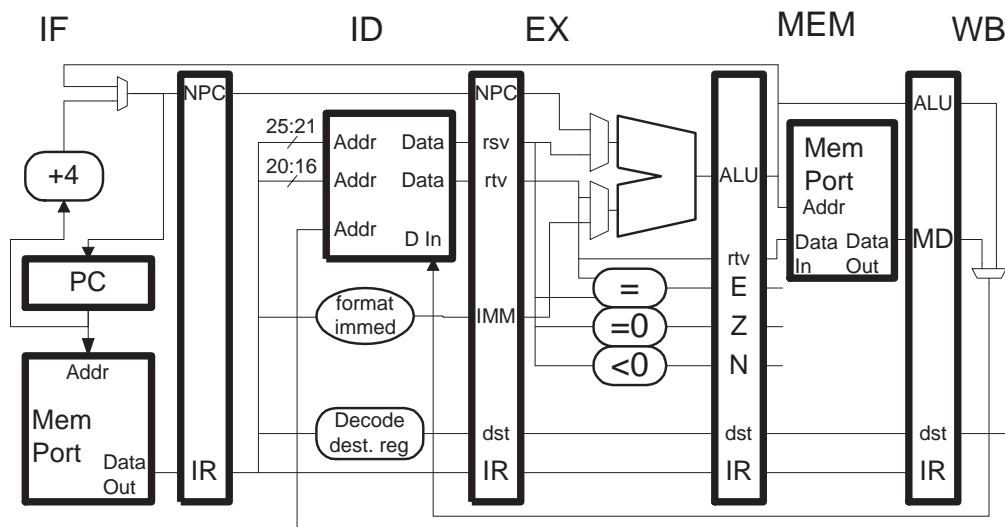 IF
ID
EX
MEM
WB
NPC
NPC
ALU
25:21
Addr
Data
rsv
20:16
Addr
Data
rtv
ALU
Mem
Port
Addr
+4
Addr
D In
rtv
Data
In
Data
Out
MD
PC
format
immed
IMM
=
E
=0
Z
<0
N
Addr
Mem
Port
Data
Out
Decode
dest. reg
dst
dst
dst
IR
IR
IR
IR